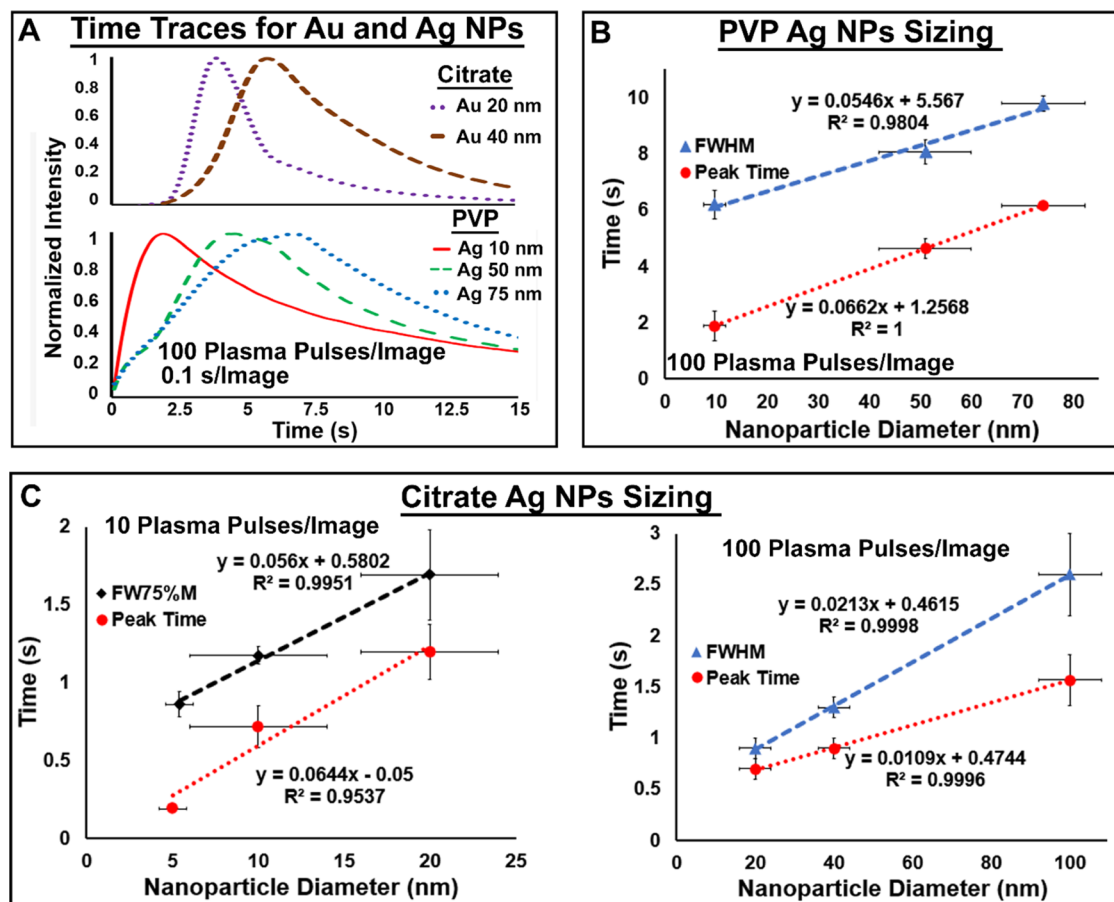 A
Time Traces for Au and Ag NPs
Normalized Intensity
1
0.8
0.6
0.4
0.2
0
Citrate
Au 20 nm
Au 40 nm
1
0.8
0.6
0.4
0.2
0
PVP
Ag 10 nm
Ag 50 nm
Ag 75 nm
100 Plasma Pulses/Image
0.1 s/Image
0
2.5
5
7.5
10
12.5
15
Time (s)
B
PVP Ag NPs Sizing
Time (s)
10
8
6
4
2
0
y = 0.0546x + 5.567
R² = 0.9804
FWHM
Peak Time
y = 0.0662x + 1.2568
R² = 1
100 Plasma Pulses/Image
0 10 20 30 40 50 60 70 80
Nanoparticle Diameter (nm)
C
Citrate Ag NPs Sizing
10 Plasma Pulses/Image
Time (s)
2
1.5
1
0.5
0
y = 0.056x + 0.5802
R² = 0.9951
FW75%M
Peak Time
y = 0.0644x - 0.05
R² = 0.9537
0 5 10 15 20 25
Nanoparticle Diameter (nm)
100 Plasma Pulses/Image
Time (s)
3
2.5
2
1.5
1
0.5
0
y = 0.0213x + 0.4615
R² = 0.9998
FWHM
Peak Time
y = 0.0109x + 0.4744
R² = 0.9996
0 20 40 60 80 100
Nanoparticle Diameter (nm)